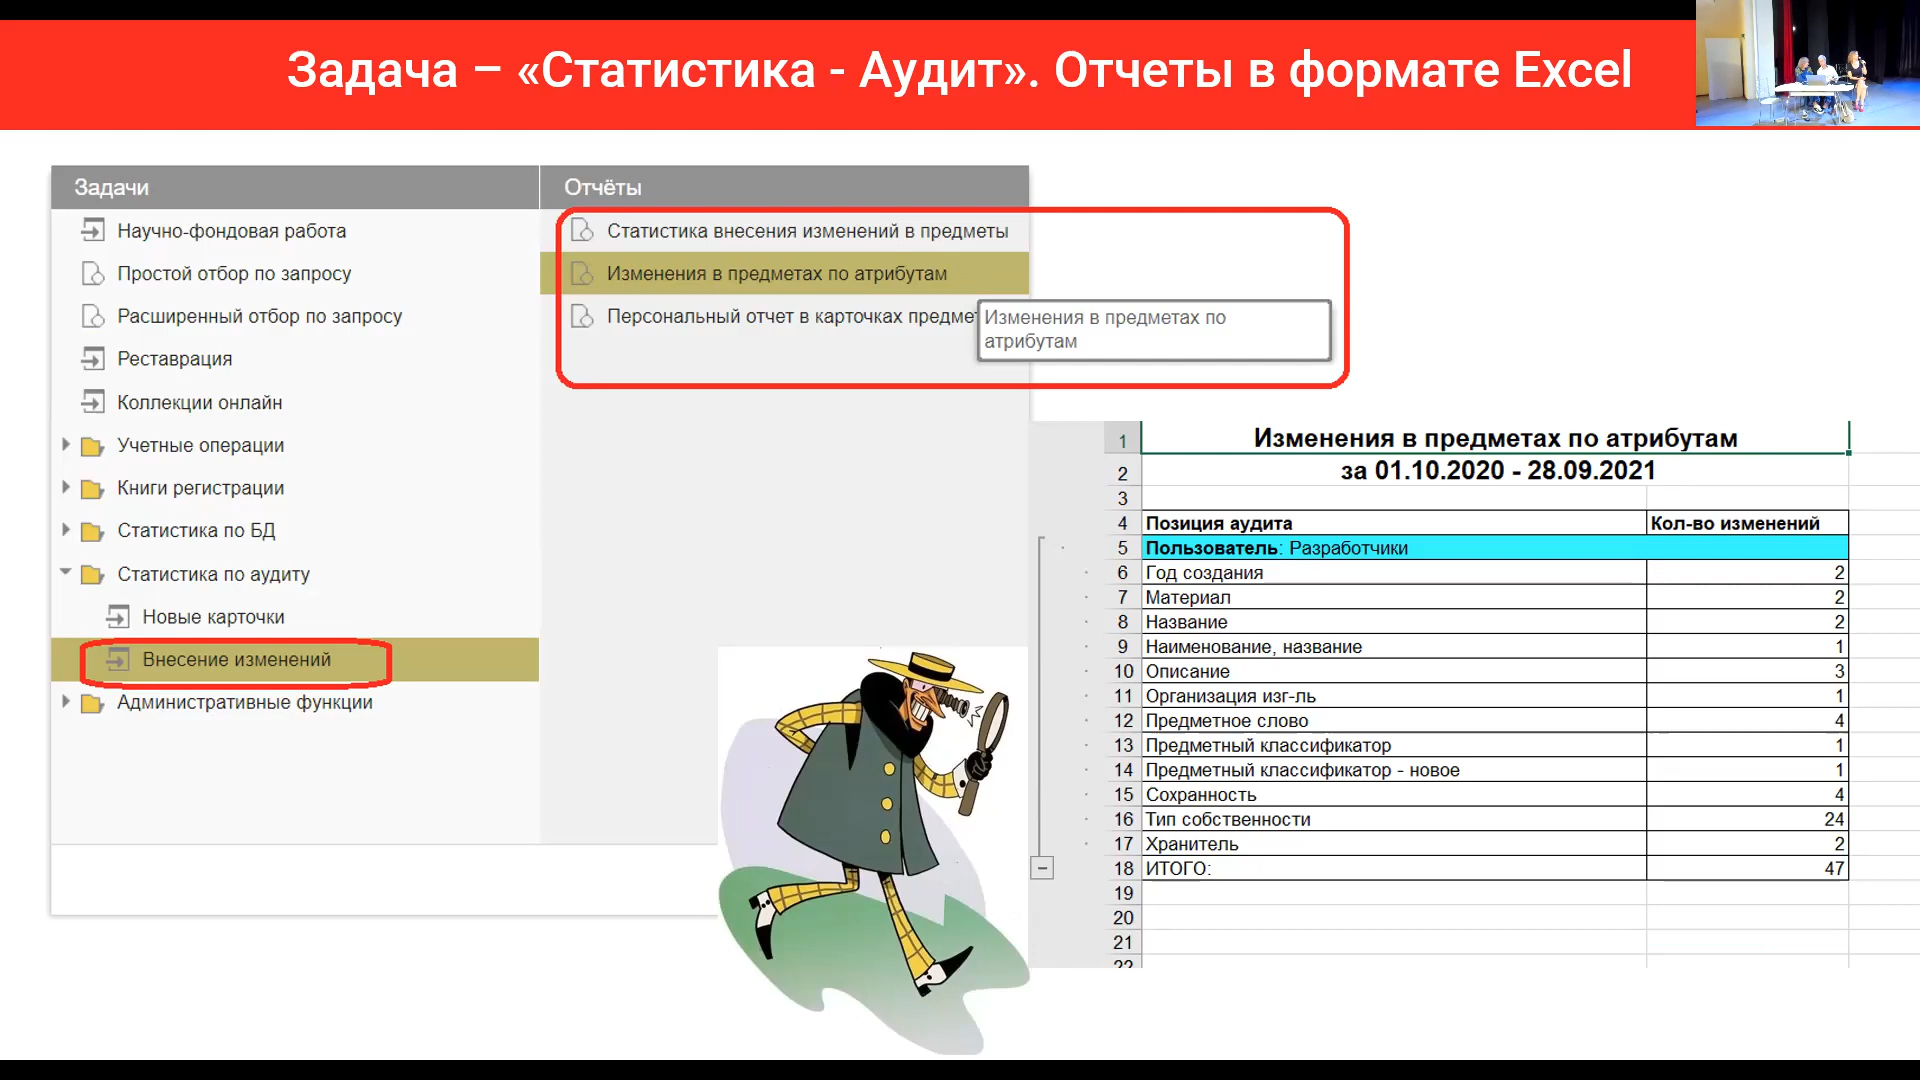 Задача – «Статистика - Аудит». Отчеты в формате Excel
Задачи
Научно-фондовая работа
Простой отбор по запросу
Расширенный отбор по запросу
Реставрация
Коллекции онлайн
Учетные операции
Книги регистрации
Статистика по БД
Статистика по аудиту
Новые карточки
Внесение изменений
Административные функции
Отчёты
Статистика внесения изменений в предметы
Изменения в предметах по атрибутам
Персональный отчет в карточках
Изменения в предметах по
атрибутам
1 Изменения в предметах по атрибутам
2 за 01.10.2020 - 28.09.2021
3
4 Позиция аудита Кол-во изменений
5 Пользователь: Разработчики
6 Год создания 2
7 Материал 2
8 Название 2
9 Наименование, название 1
10 Описание 3
11 Организация изг-ль 1
12 Предметное слово 4
13 Предметный классификатор 1
14 Предметный классификатор - новое 1
15 Сохранность 4
16 Тип собственности 24
17 Хранитель 2
18 ИТОГО: 47
19
20
21
22